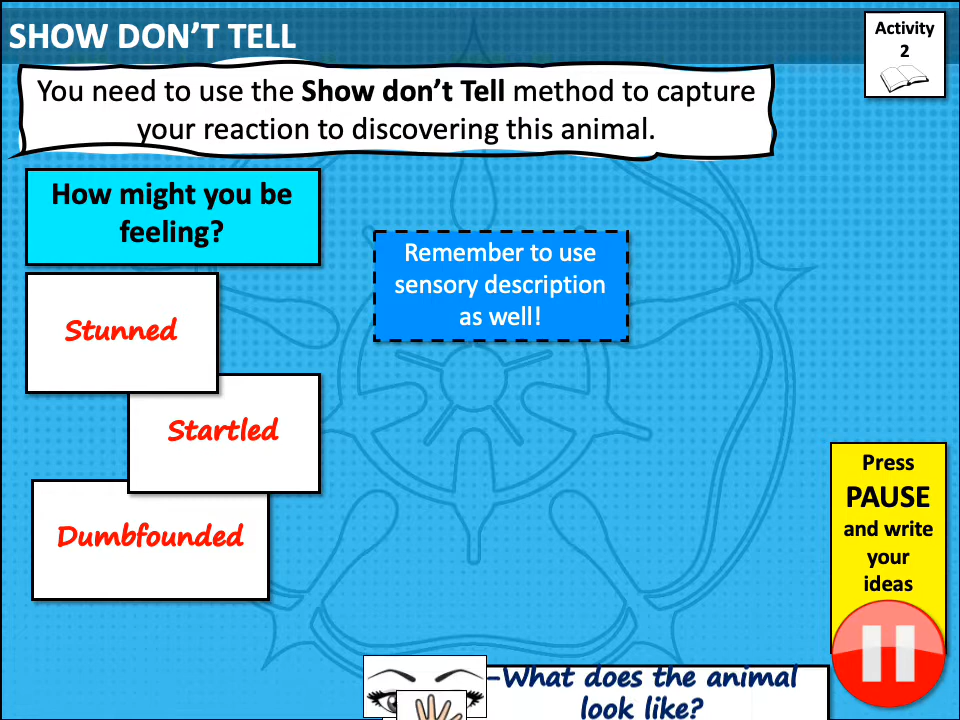 SHOW DON’T TELL
Activity
2
You need to use the Show don’t Tell method to capture
your reaction to discovering this animal.
How might you be
feeling?
Remember to use
sensory description
as well!
Stunned
Startled
Dumbfounded
Press
PAUSE
and write
your
ideas
-What does the animal
look like?